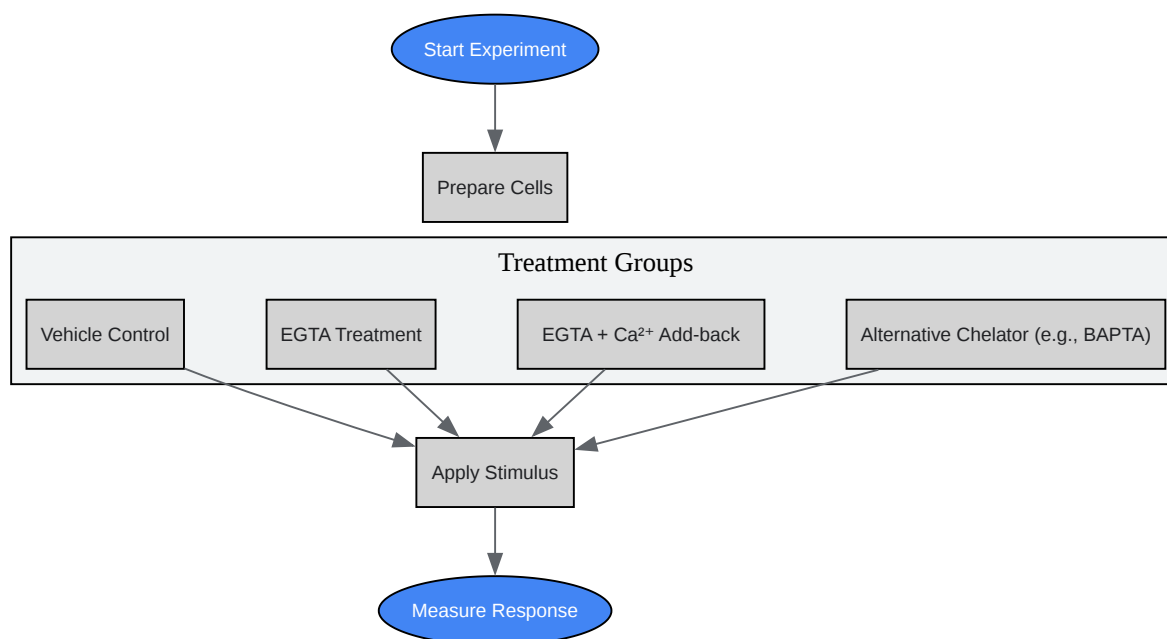 Start Experiment
Prepare Cells
Treatment Groups
Vehicle Control
EGTA Treatment
EGTA + Ca²⁺ Add-back
Alternative Chelator (e.g., BAPTA)
Apply Stimulus
Measure Response